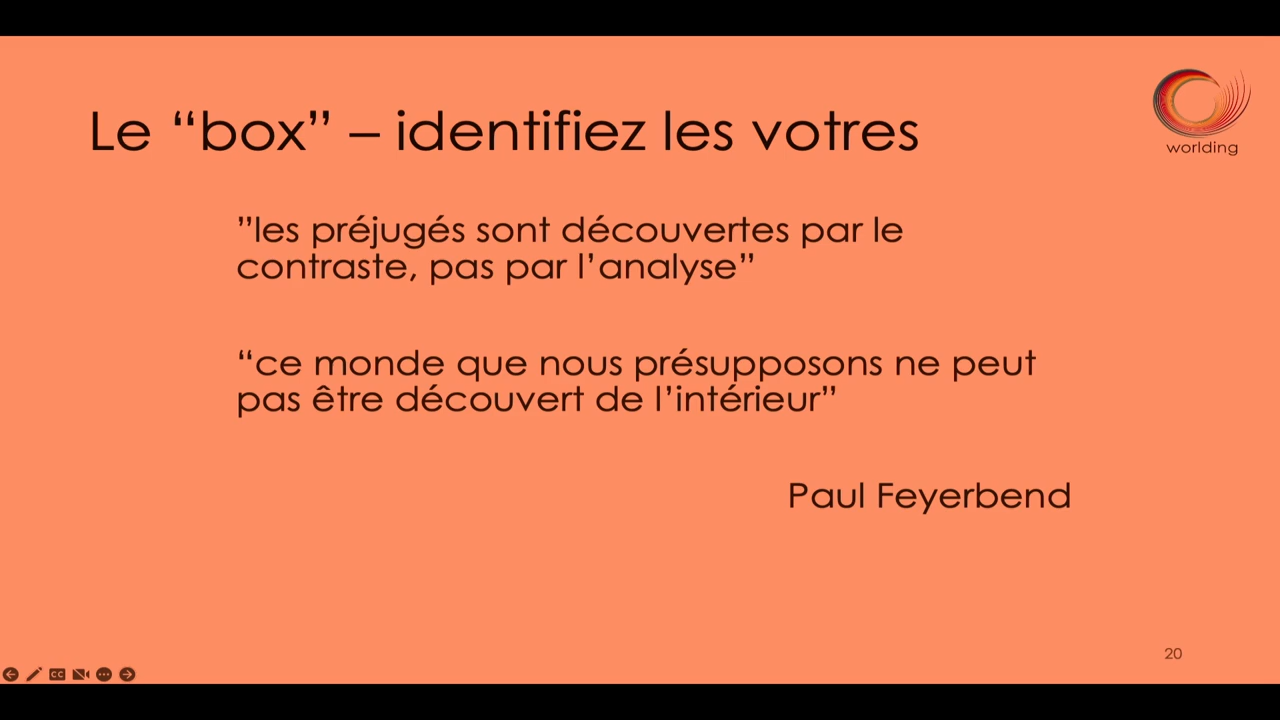 Le “box” – identifiez les votres
worlding
”les préjugés sont découvertes par le
contraste, pas par l’analyse”
“ce monde que nous présupposons ne peut
pas être découvert de l’intérieur”
Paul Feyerbend
20
CC